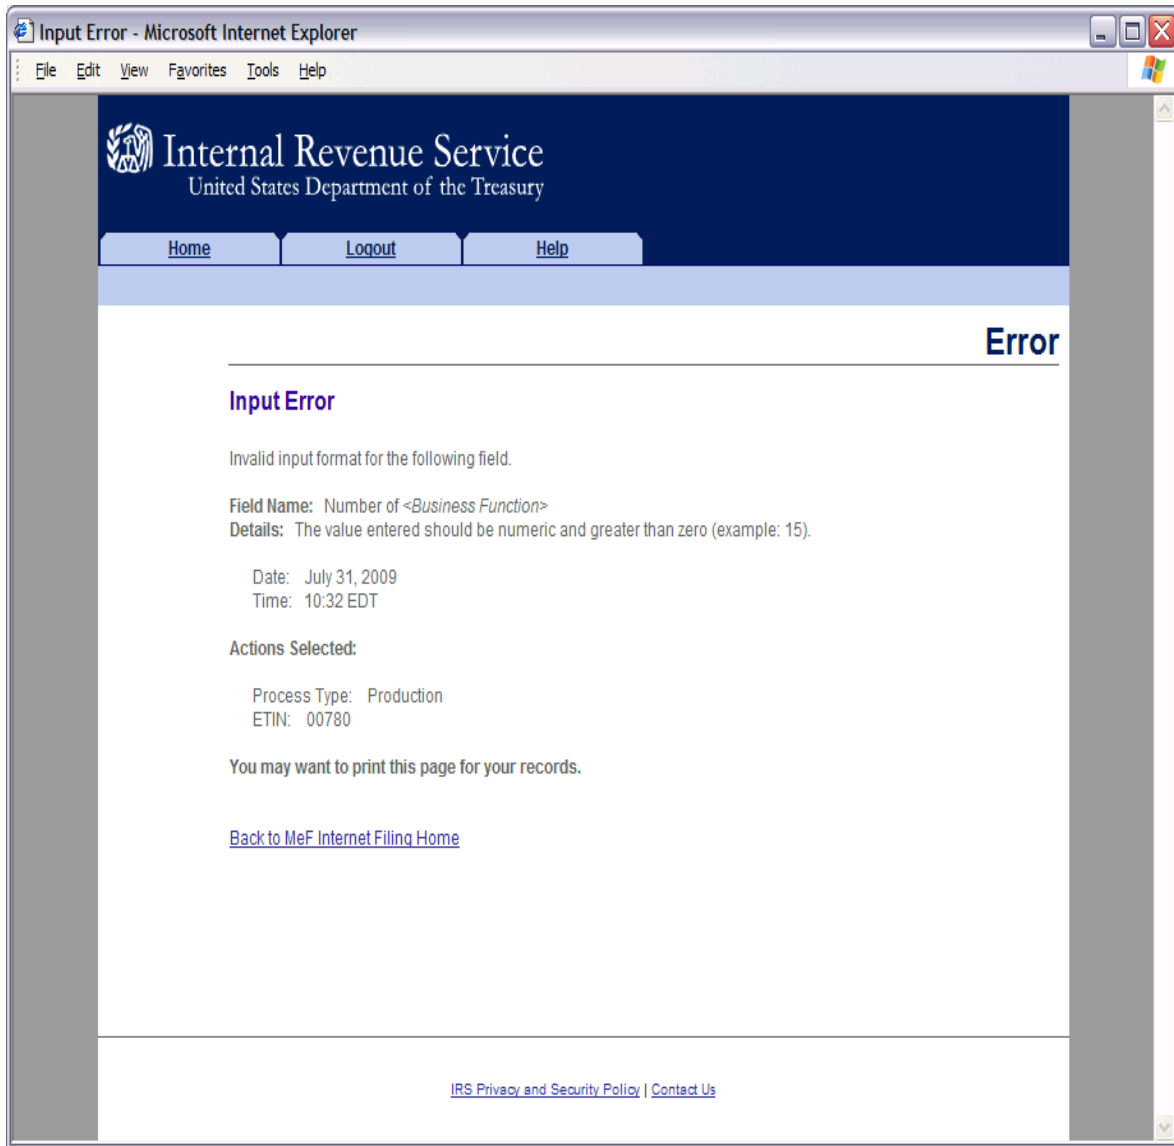 Input Error - Microsoft Internet Explorer
File Edit View Favorites Tools Help
Internal Revenue Service
United States Department of the Treasury
Home Logout Help
Error
Input Error
Invalid input format for the following field.
Field Name: Number of <Business Function>
Details: The value entered should be numeric and greater than zero (example: 15).
Date: July 31, 2009
Time: 10:32 EDT
Actions Selected:
Process Type: Production
ETIN: 00780
You may want to print this page for your records.
Back to MeF Internet Filing Home
IRS Privacy and Security Policy | Contact Us